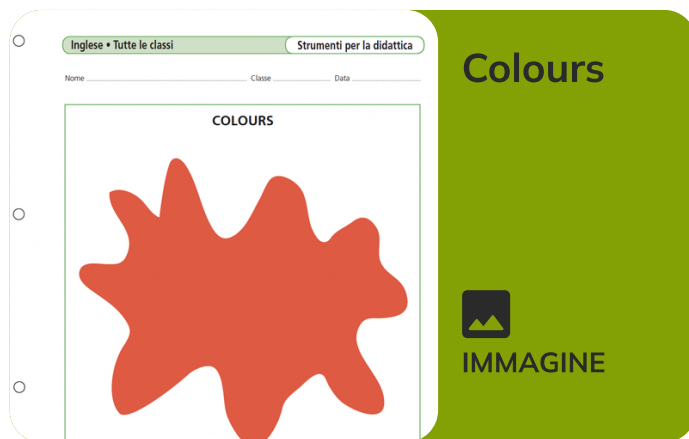 Inglese • Tutte le classi
Strumenti per la didattica
Nome
Classe
Data
COLOURS
Colours
IMMAGINE